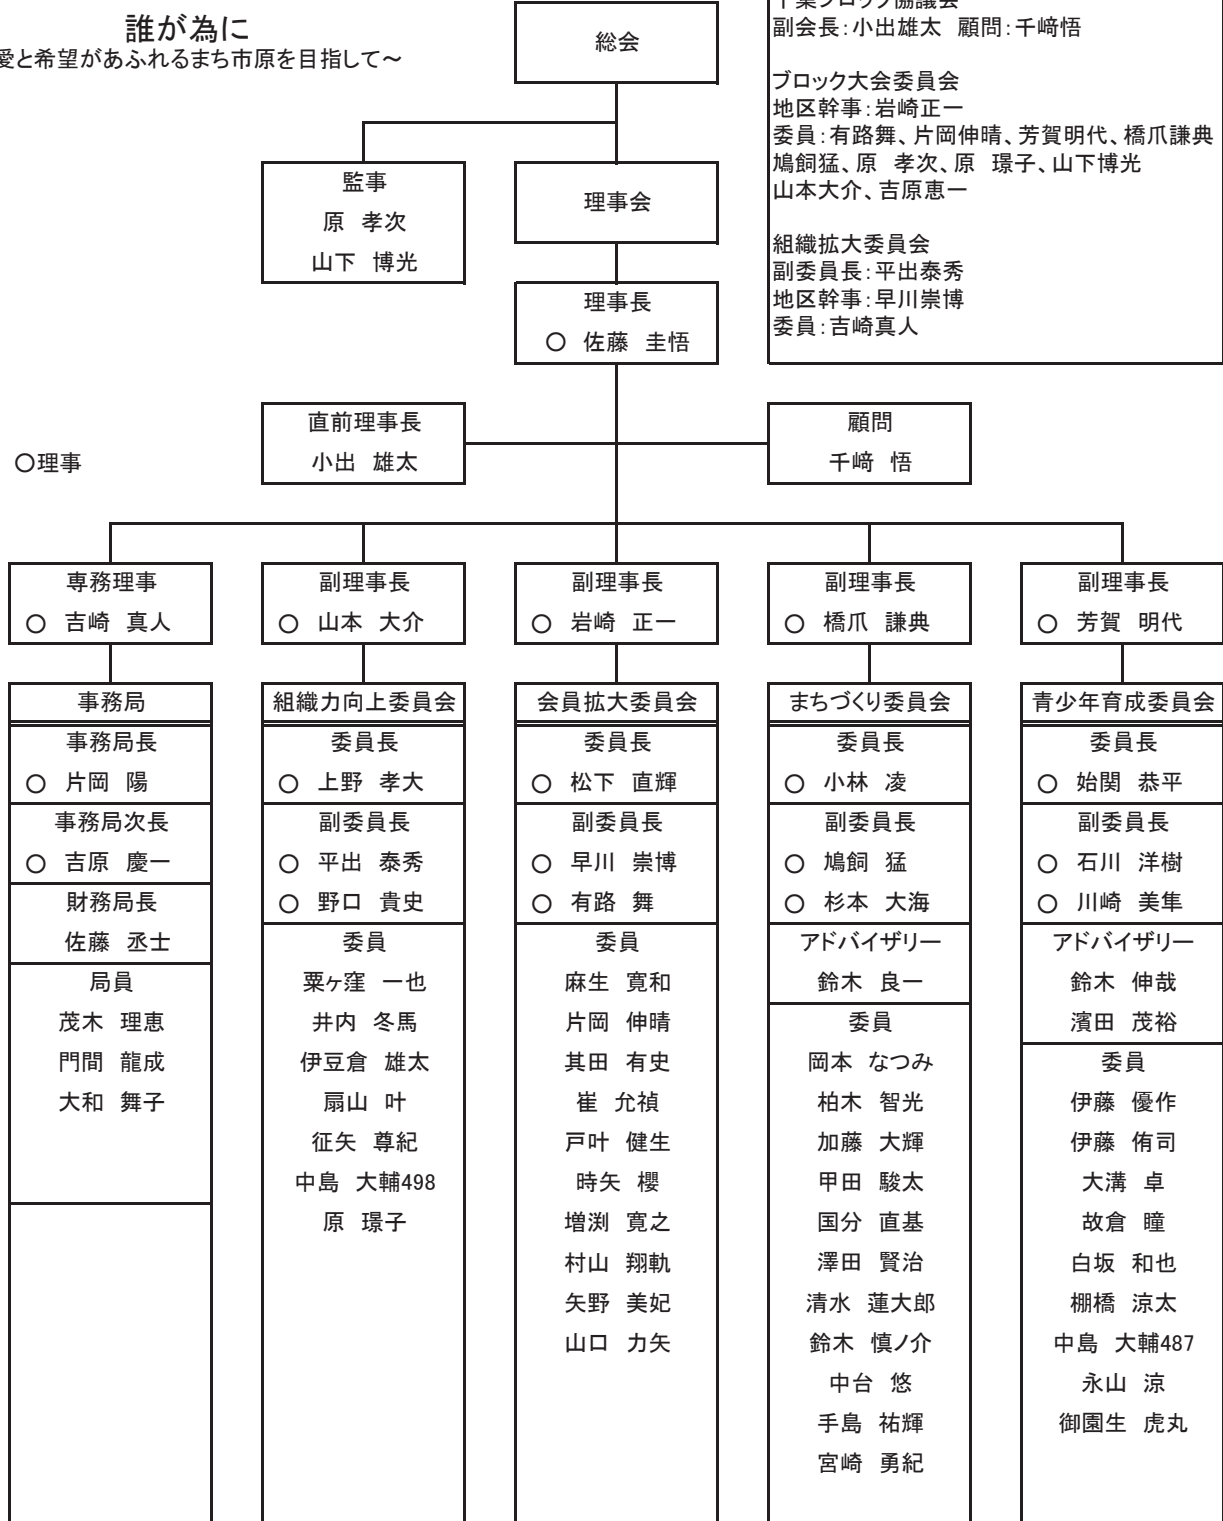 誰が為に
愛と希望があふれるまち市原を目指して～
総会
千葉ブロック協議会
副会長：小出雄太 顧問：千﨑悟
ブロック大会委員会
地区幹事：岩崎正一
委員：有路舞、片岡伸晴、芳賀明代、橋爪謙典
鳩飼猛、原 孝次、原 璟子、山下博光
山本大介、吉原恵一
組織拡大委員会
副委員長：平出泰秀
地区幹事：早川崇博
委員：吉崎真人
監事
原 孝次
山下 博光
理事会
理事長
○ 佐藤 圭悟
直前理事長
小出 雄太
顧問
千﨑 悟
○理事
専務理事
○ 吉崎 真人
事務局
事務局長
○ 片岡 陽
事務局次長
○ 吉原 慶一
財務局長
佐藤 丞士
局員
茂木 理恵
門間 龍成
大和 舞子
副理事長
○ 山本 大介
組織力向上委員会
委員長
○ 上野 孝大
副委員長
○ 平出 泰秀
○ 野口 貴史
委員
粟ヶ窪 一也
井内 冬馬
伊豆倉 雄太
扇山 叶
征矢 尊紀
中島 大輔498
原 璟子
副理事長
○ 岩崎 正一
会員拡大委員会
委員長
○ 松下 直輝
副委員長
○ 早川 崇博
○ 有路 舞
委員
麻生 寛和
片岡 伸晴
其田 有史
崔 允禎
戸叶 健生
時矢 櫻
増渕 寛之
村山 翔軌
矢野 美妃
山口 力矢
副理事長
○ 橋爪 謙典
まちづくり委員会
委員長
○ 小林 凌
副委員長
○ 鳩飼 猛
○ 杉本 大海
アドバイザリー
鈴木 良一
委員
岡本 なつみ
柏木 智光
加藤 大輝
甲田 駿太
国分 直基
澤田 賢治
清水 蓮大郎
鈴木 慎ノ介
中台 悠
手島 祐輝
宮崎 勇紀
副理事長
○ 芳賀 明代
青少年育成委員会
委員長
○ 始関 恭平
副委員長
○ 石川 洋樹
○ 川崎 美隼
アドバイザリー
鈴木 伸哉
濱田 茂裕
委員
伊藤 優作
伊藤 侑司
大溝 卓
故倉 瞳
白坂 和也
棚橋 涼太
中島 大輔487
永山 涼
御園生 虎丸